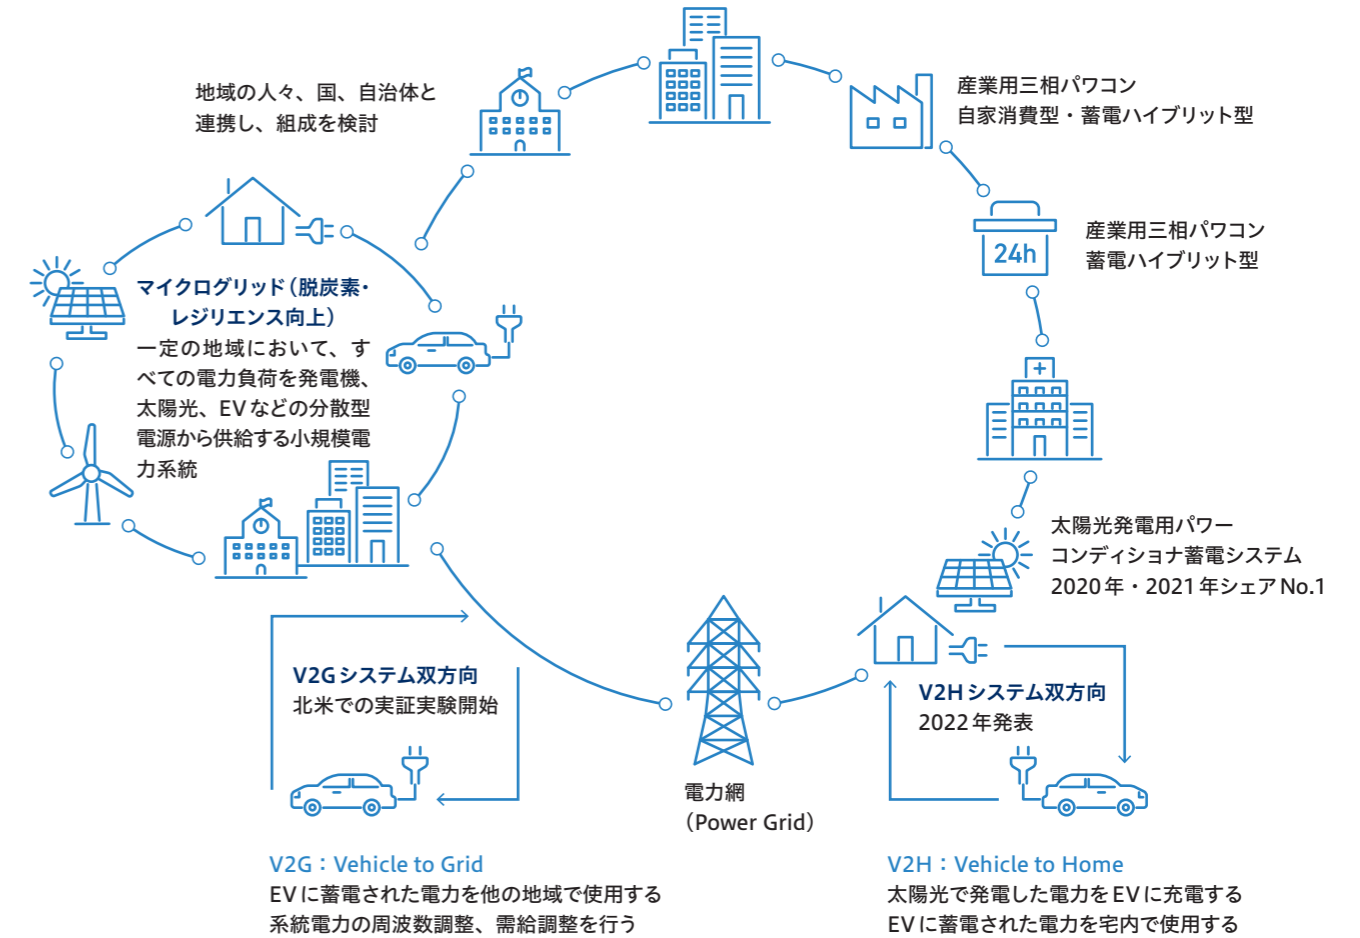 地域の人々、国、自治体と
連携し、組成を検討
産業用三相パワコン
自家消費型・蓄電ハイブリット型
24h
産業用三相パワコン
蓄電ハイブリット型
マイクログリッド（脱炭素・
レジリエンス向上）
一定の地域において、す
べての電力負荷を発電機、
太陽光、EVなどの分散型
電源から供給する小規模電
力系統
太陽光発電用パワー
コンディショナ蓄電システム
2020年・2021年シェアNo.1
V2Gシステム双方向
北米での実証実験開始
V2Hシステム双方向
2022年発表
電力網
（Power Grid）
V2G：Vehicle to Grid
EVに蓄電された電力を他の地域で使用する
系統電力の周波数調整、需給調整を行う
V2H：Vehicle to Home
太陽光で発電した電力をEVに充電する
EVに蓄電された電力を宅内で使用する